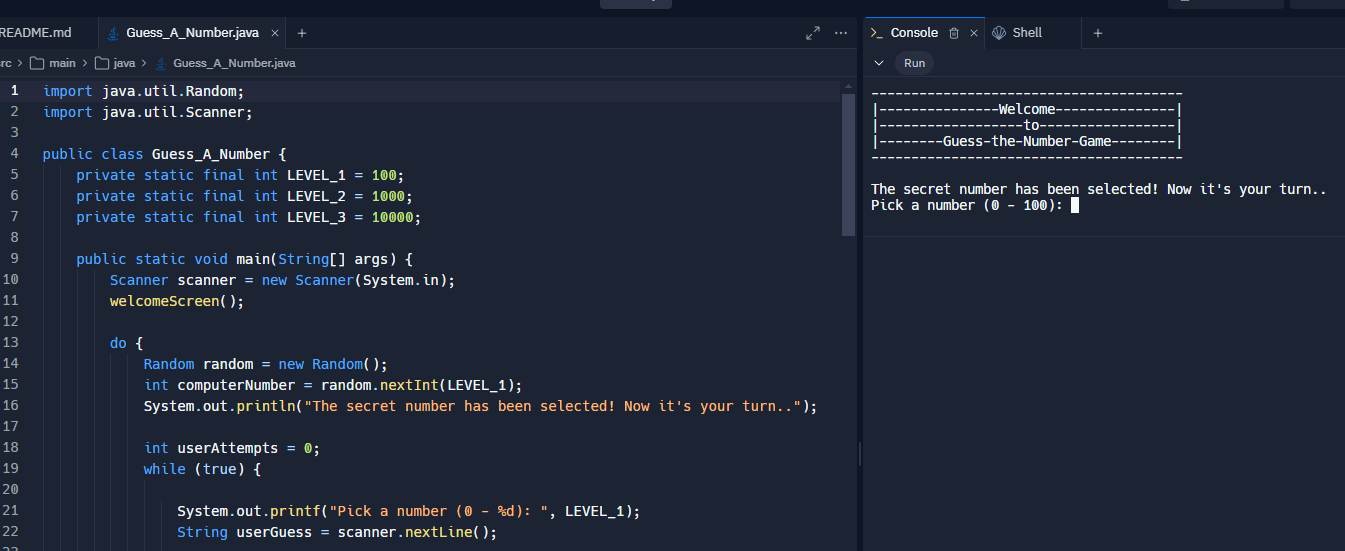 README.md
Guess_A_Number.java
Console
Shell
rc > main > java > Guess_A_Number.java
Run
1 import java.util.Random;
2 import java.util.Scanner;
3
4 public class Guess_A_Number {
5 private static final int LEVEL_1 = 100;
6 private static final int LEVEL_2 = 1000;
7 private static final int LEVEL_3 = 10000;
8
9 public static void main(String[] args) {
10 Scanner scanner = new Scanner(System.in);
11 welcomeScreen();
12
13 do {
14 Random random = new Random();
15 int computerNumber = random.nextInt(LEVEL_1);
16 System.out.println("The secret number has been selected! Now it's your turn..");
17
18 int userAttempts = 0;
19 while (true) {
20
21 System.out.printf("Pick a number (0 - %d): ", LEVEL_1);
22 String userGuess = scanner.nextLine();
---------------------------------------
|---------------Welcome---------------|
|------------------to-----------------|
|--------Guess-the-Number-Game--------|
---------------------------------------
The secret number has been selected! Now it's your turn..
Pick a number (0 - 100):